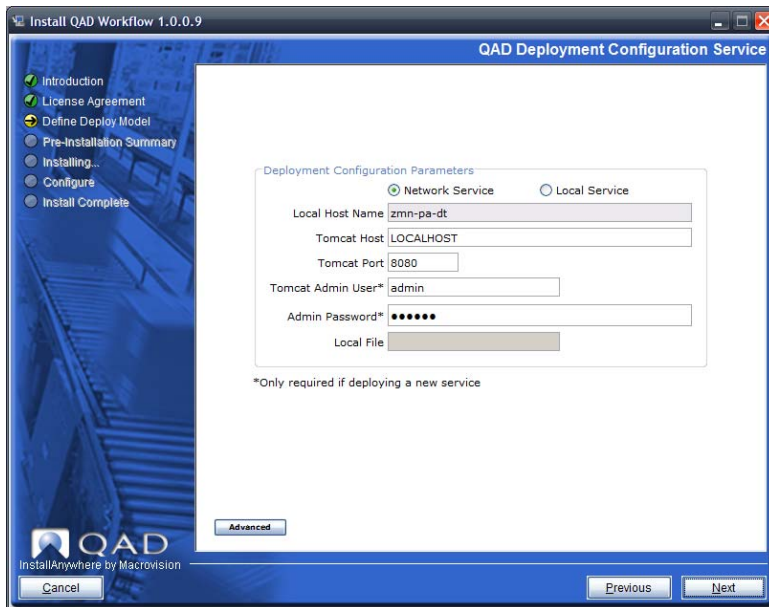 Install QAD Workflow 1.0.0.9
QAD Deployment Configuration Service
Introduction
License Agreement
Define Deploy Model
Pre-Installation Summary
Installing...
Configure
Install Complete
Deployment Configuration Parameters
Network Service Local Service
Local Host Name zmn-pa-dt
Tomcat Host LOCALHOST
Tomcat Port 8080
Tomcat Admin User* admin
Admin Password* ●●●●●●
Local File
*Only required if deploying a new service
Advanced
QAD
InstallAnywhere by Macrovision
Cancel Previous Next